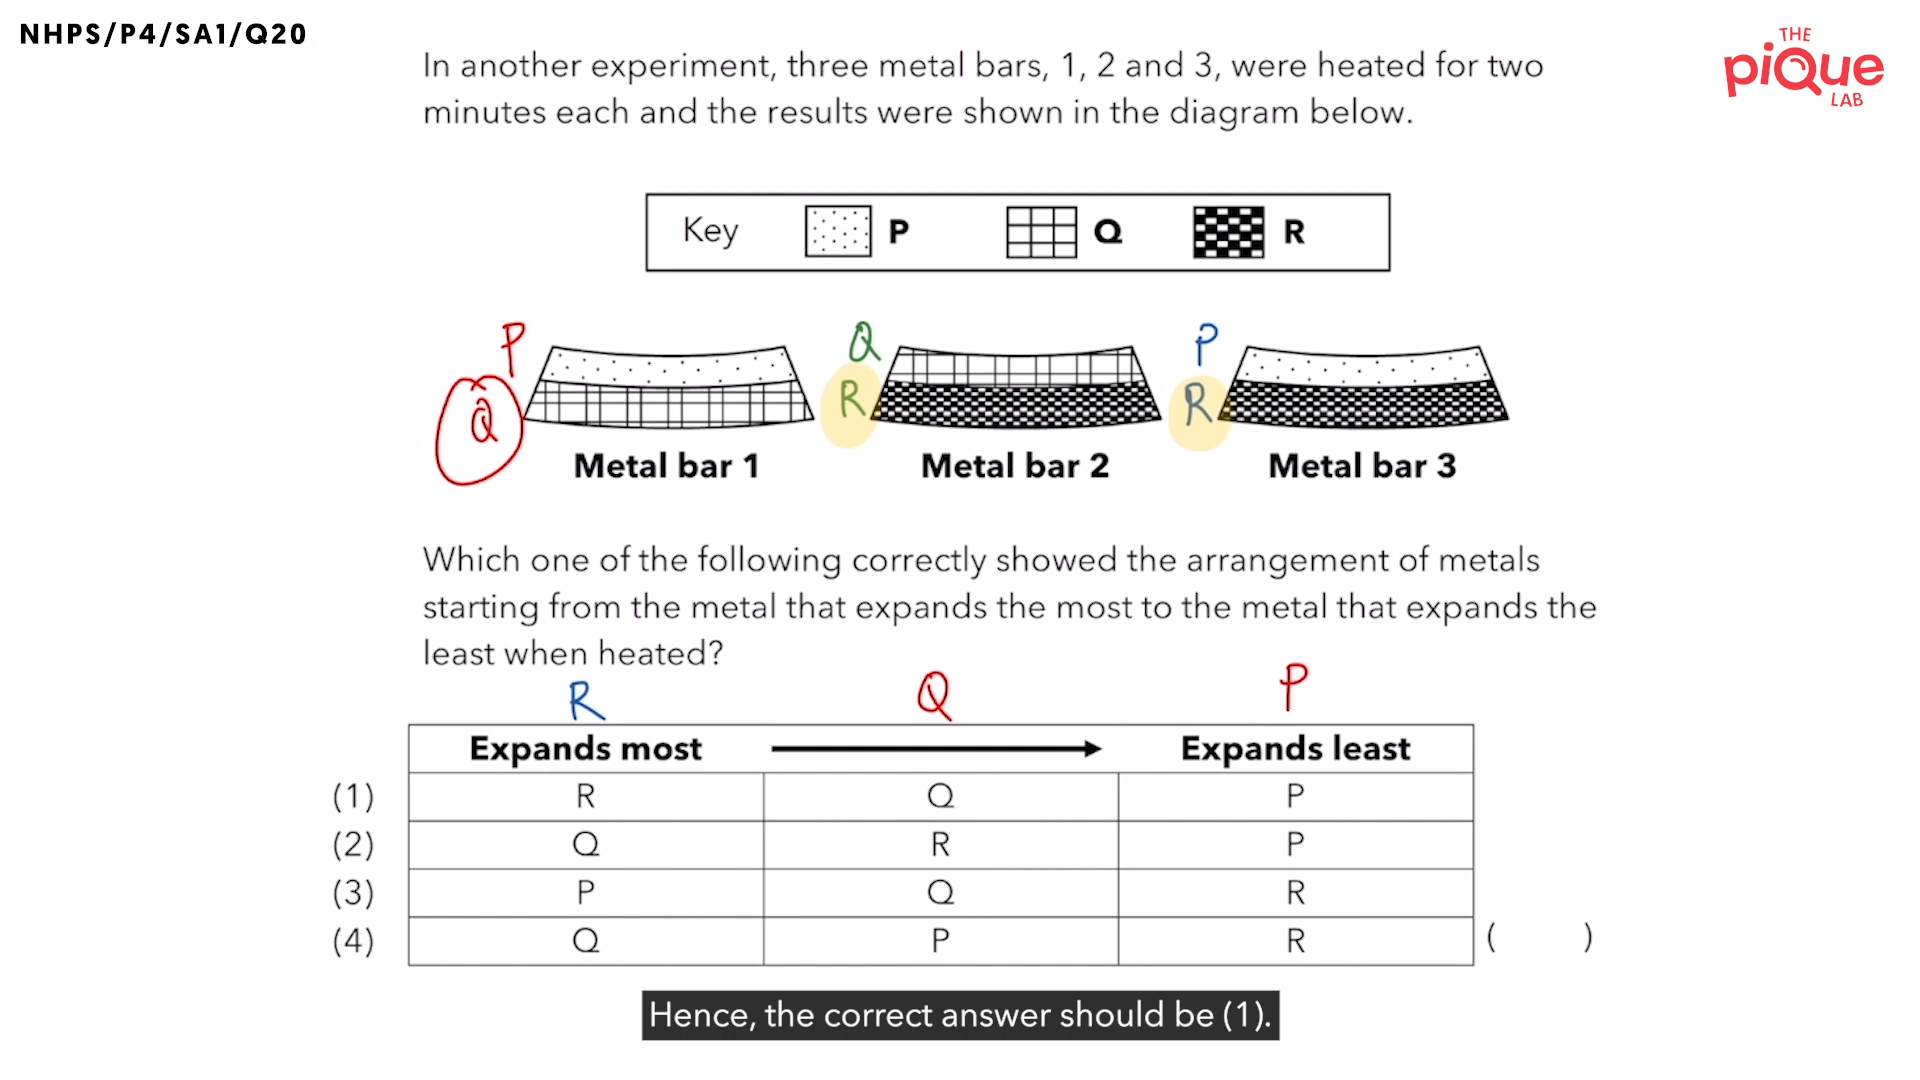 NHPS/P4/SA1/Q20
THE
piQue
LAB
In another experiment, three metal bars, 1, 2 and 3, were heated for two
minutes each and the results were shown in the diagram below.
Key P Q R
P Q P
Q R R
Metal bar 1 Metal bar 2 Metal bar 3
Which one of the following correctly showed the arrangement of metals
starting from the metal that expands the most to the metal that expands the
least when heated?
R Q P
Expands most Expands least
(1) R Q P
(2) Q R P
(3) P Q R
(4) Q P R ( )
Hence, the correct answer should be (1).